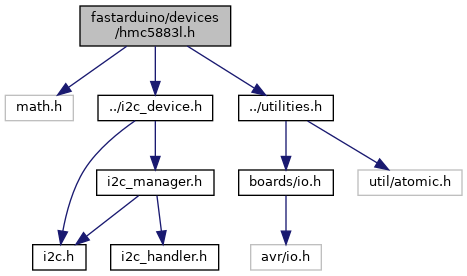 fastarduino/devices
/hmc5883l.h
math.h
../i2c_device.h
../utilities.h
i2c_manager.h
boards/io.h
util/atomic.h
i2c.h
i2c_handler.h
avr/io.h